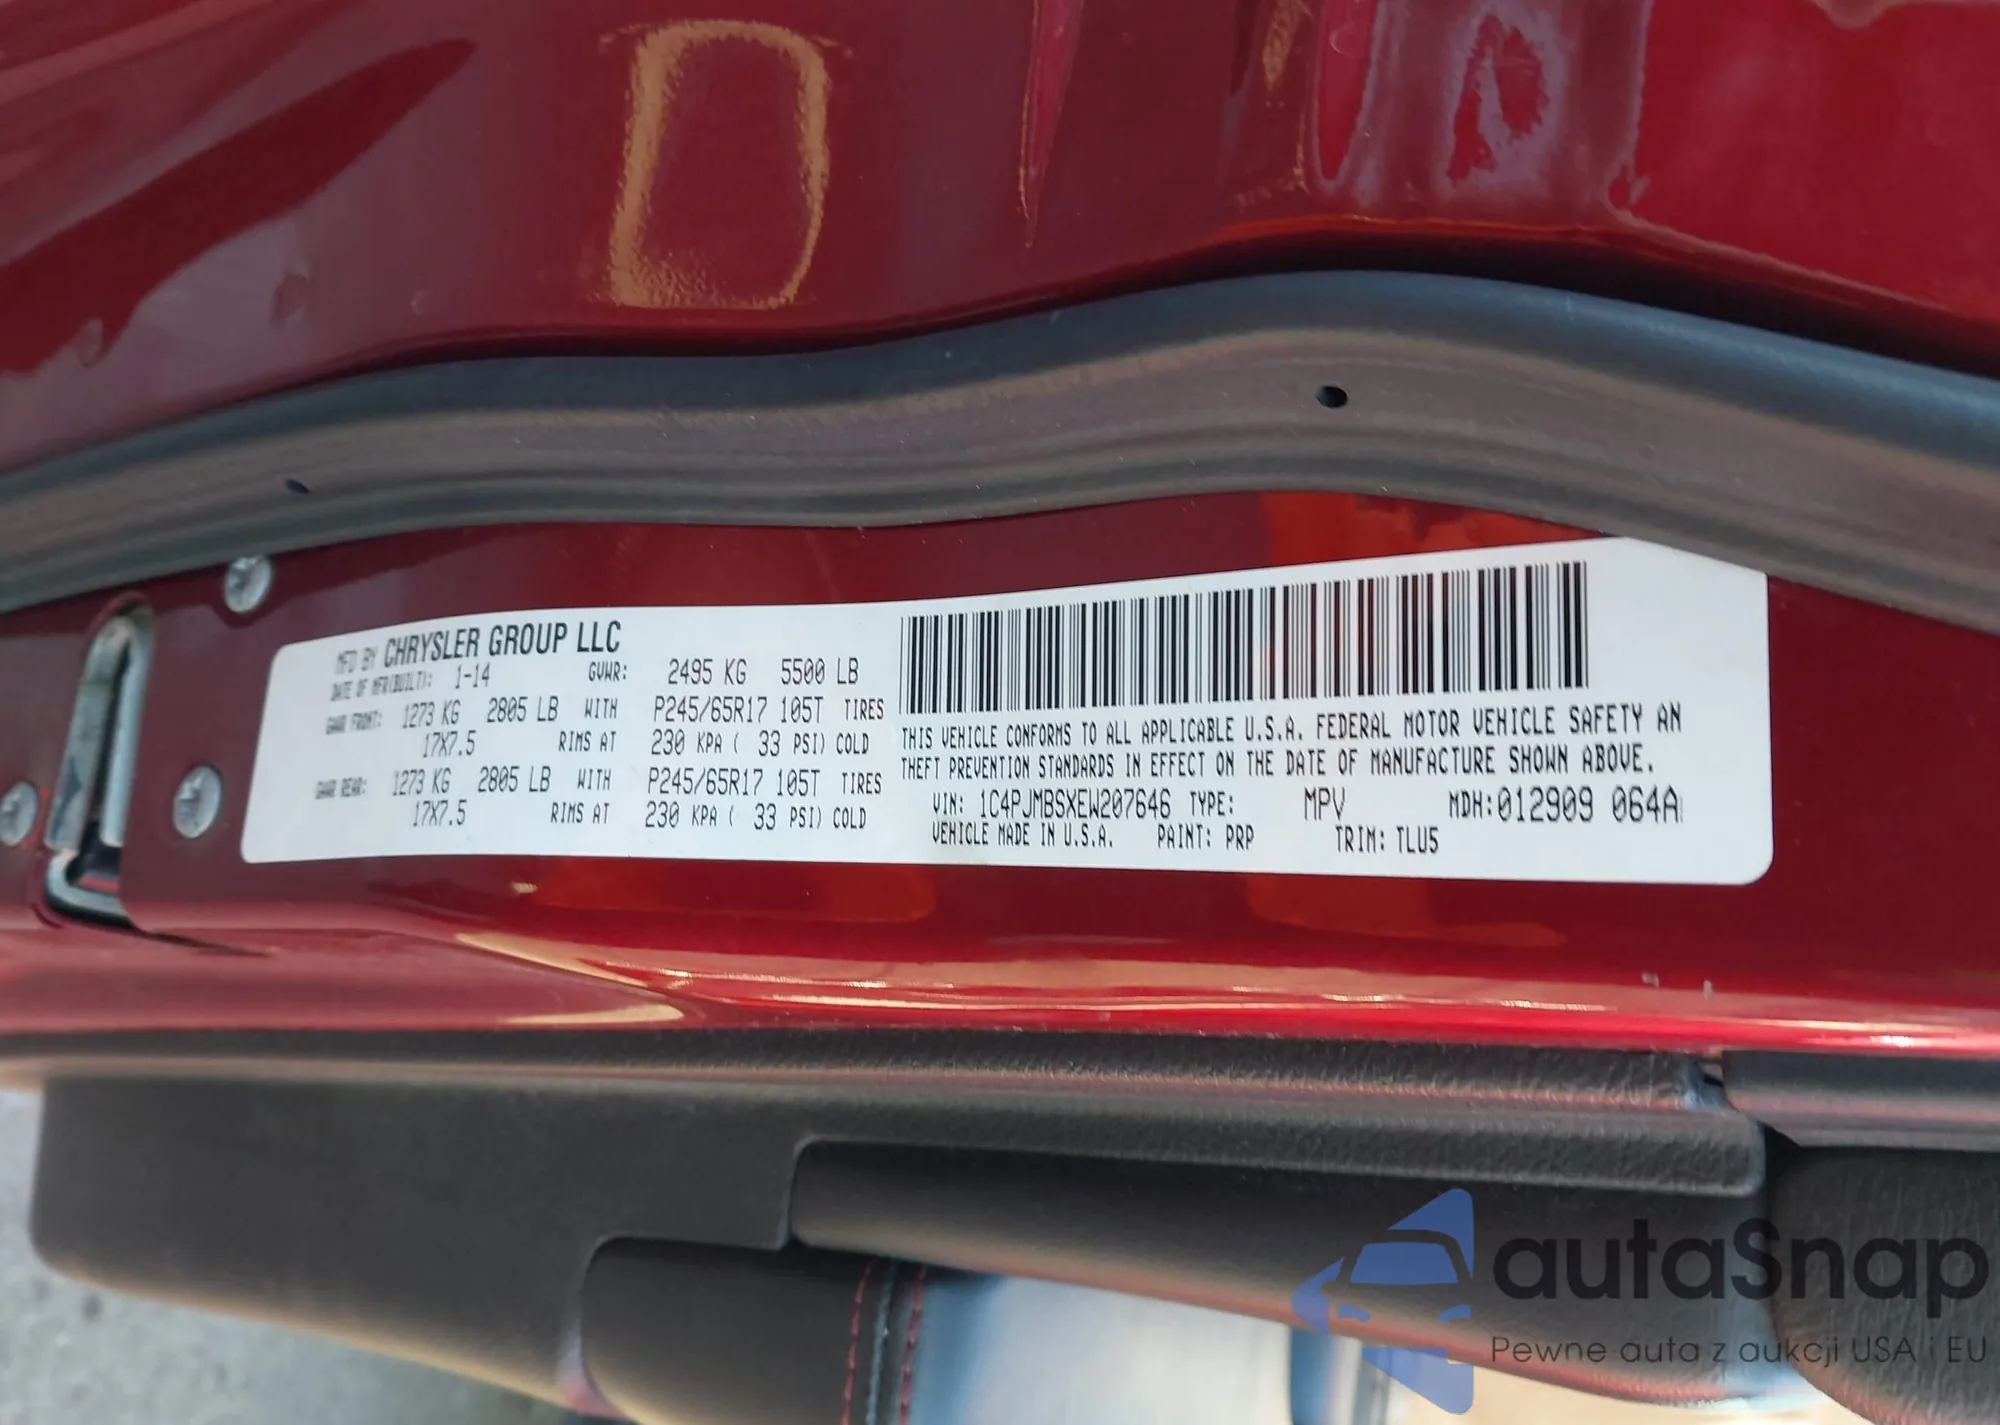 MFD BY CHRYSLER GROUP LLC
DATE OF MFR(BUILT): 1-14 GVWR: 2495 KG 5500 LB
GAWR FRONT: 1273 KG 2805 LB WITH P245/65R17 105T TIRES
17X7.5 RIMS AT 230 KPA ( 33 PSI) COLD
GAWR REAR: 1273 KG 2805 LB WITH P245/65R17 105T TIRES
17X7.5 RIMS AT 230 KPA ( 33 PSI) COLD
THIS VEHICLE CONFORMS TO ALL APPLICABLE U.S.A. FEDERAL MOTOR VEHICLE SAFETY AN
THEFT PREVENTION STANDARDS IN EFFECT ON THE DATE OF MANUFACTURE SHOWN ABOVE.
VIN: 1C4PJMBSXEW207646 TYPE: MPV MDH:012909 064A
VEHICLE MADE IN U.S.A. PAINT: PRP TRIM: TLU5
autaSnap
Pewne auta z aukcji USA i EU